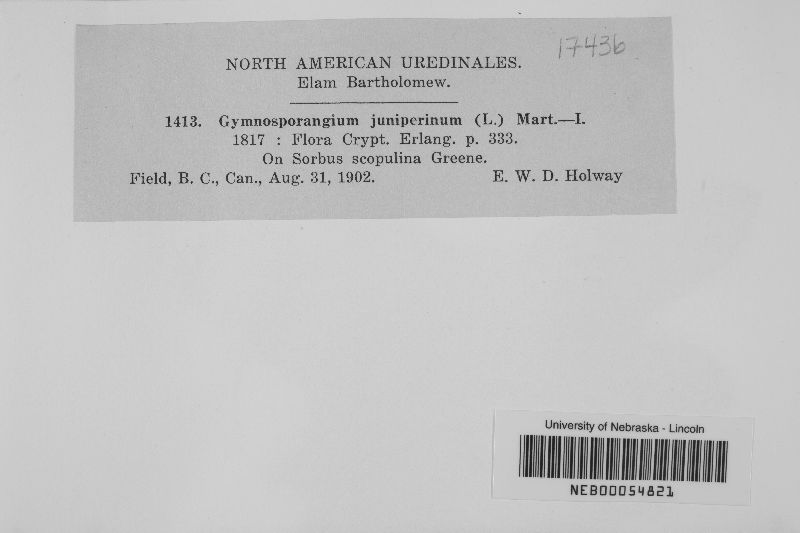 17436
NORTH AMERICAN UREDINALES.
Elam Bartholomew.
1413. Gymnosporangium juniperinum (L.) Mart.—I.
1817 : Flora Crypt. Erlang. p. 333.
On Sorbus scopulina Greene.
Field, B. C., Can., Aug. 31, 1902. E. W. D. Holway
University of Nebraska - Lincoln
NEB00054821